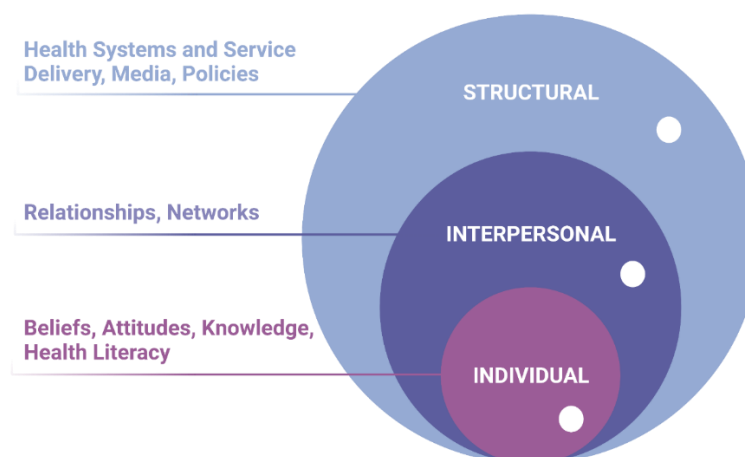 Health Systems and Service
Delivery, Media, Policies
STRUCTURAL
Relationships, Networks
INTERPERSONAL
Beliefs, Attitudes, Knowledge,
Health Literacy
INDIVIDUAL